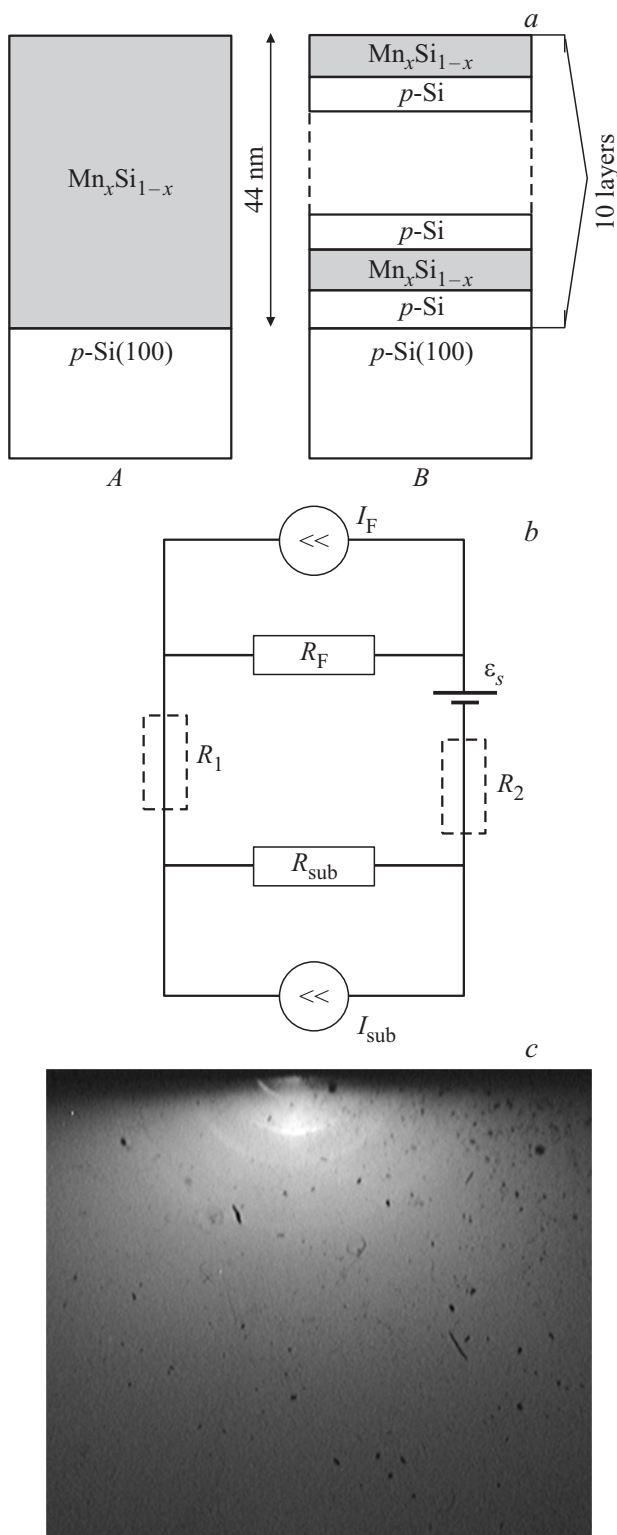 a
MnxSi1−x
MnxSi1−x
p-Si
44 nm
10 layers
p-Si
MnxSi1−x
p-Si
p-Si(100)
p-Si(100)
A
B
IF
b
<<
RF
εs
R1
R2
Rsub
<<
Isub
c